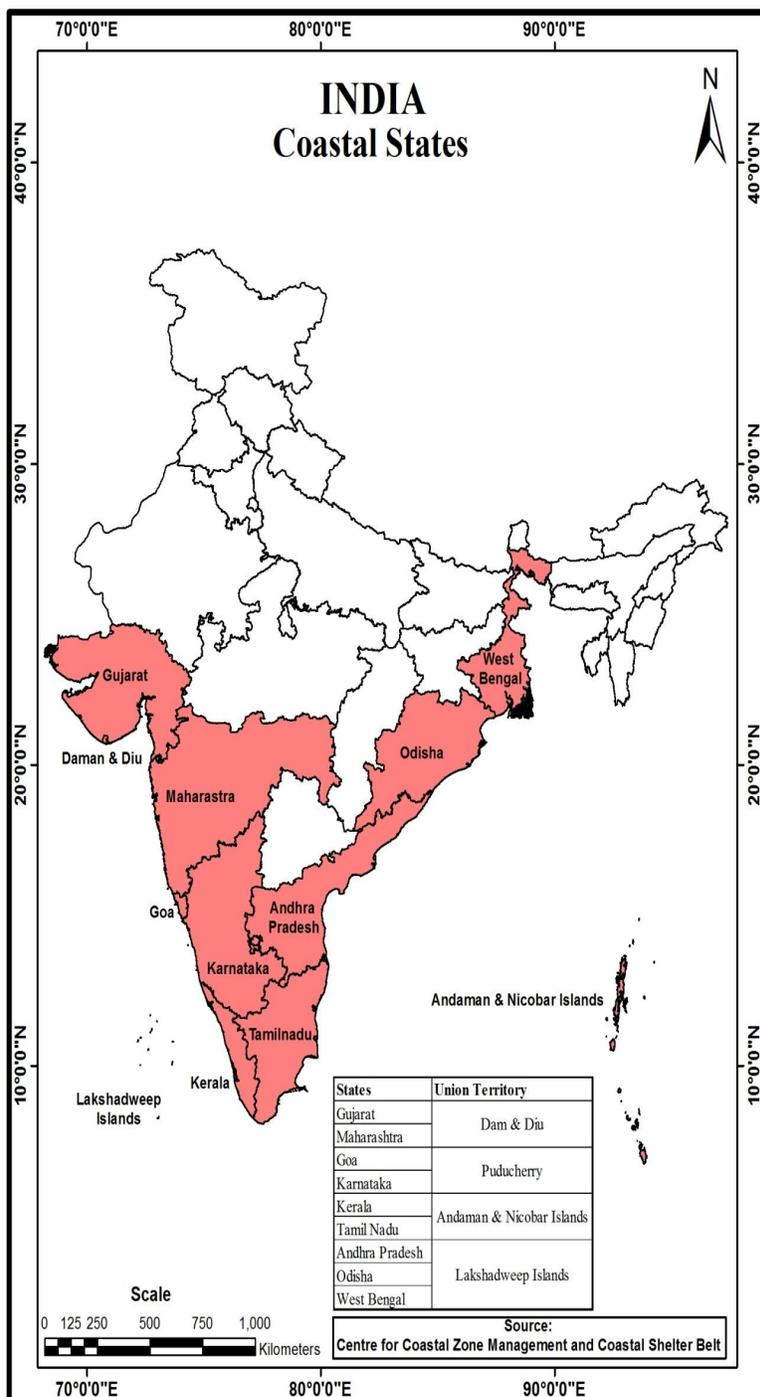 70°0'0"E 80°0'0"E 90°0'0"E
INDIA
Coastal States
N
40°0'0"N 40°0'0"N
30°0'0"N 30°0'0"N
West
Bengal
Gujarat
Odisha
Daman & Diu
20°0'0"N 20°0'0"N
Maharastra
Goa
Andhra
Pradesh
Karnataka
Andaman & Nicobar Islands
Tamilnadu
10°0'0"N 10°0'0"N
Kerala
Lakshadweep
Islands
States Union Territory
Gujarat
Dam & Diu
Maharashtra
Goa
Puducherry
Karnataka
Kerala
Andaman & Nicobar Islands
Tamil Nadu
Andhra Pradesh
Odisha
Lakshadweep Islands
West Bengal
Scale
0 125 250 500 750 1,000
Kilometers
Source:
Centre for Coastal Zone Management and Coastal Shelter Belt
70°0'0"E 80°0'0"E 90°0'0"E